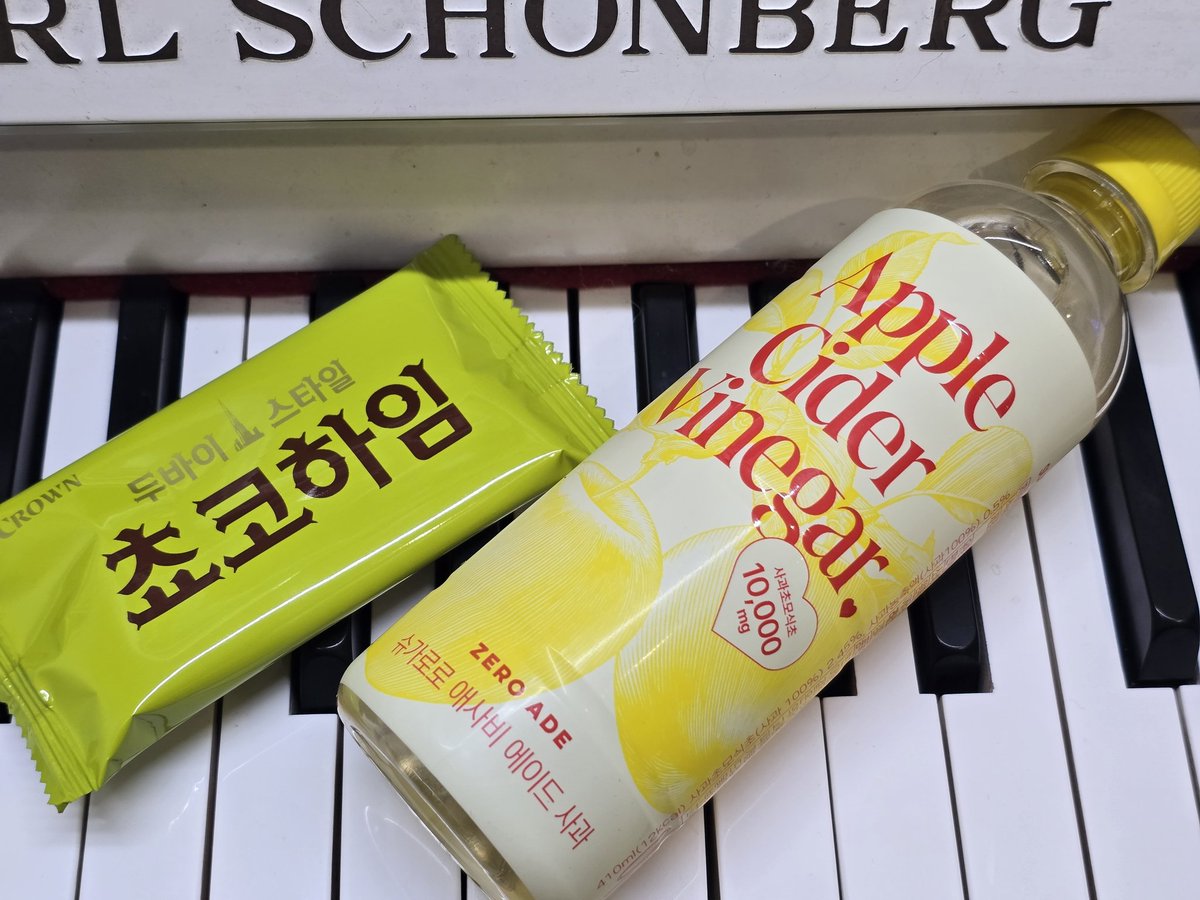 RL SCHONBERG
CROWN
두바이 스타일
쵸코하임
Apple
Cider
Vinegar.
사과초모식초
10,000
mg
ZERO ADE
슈가로로 애사비 에이드 사과
410ml(12kcal)